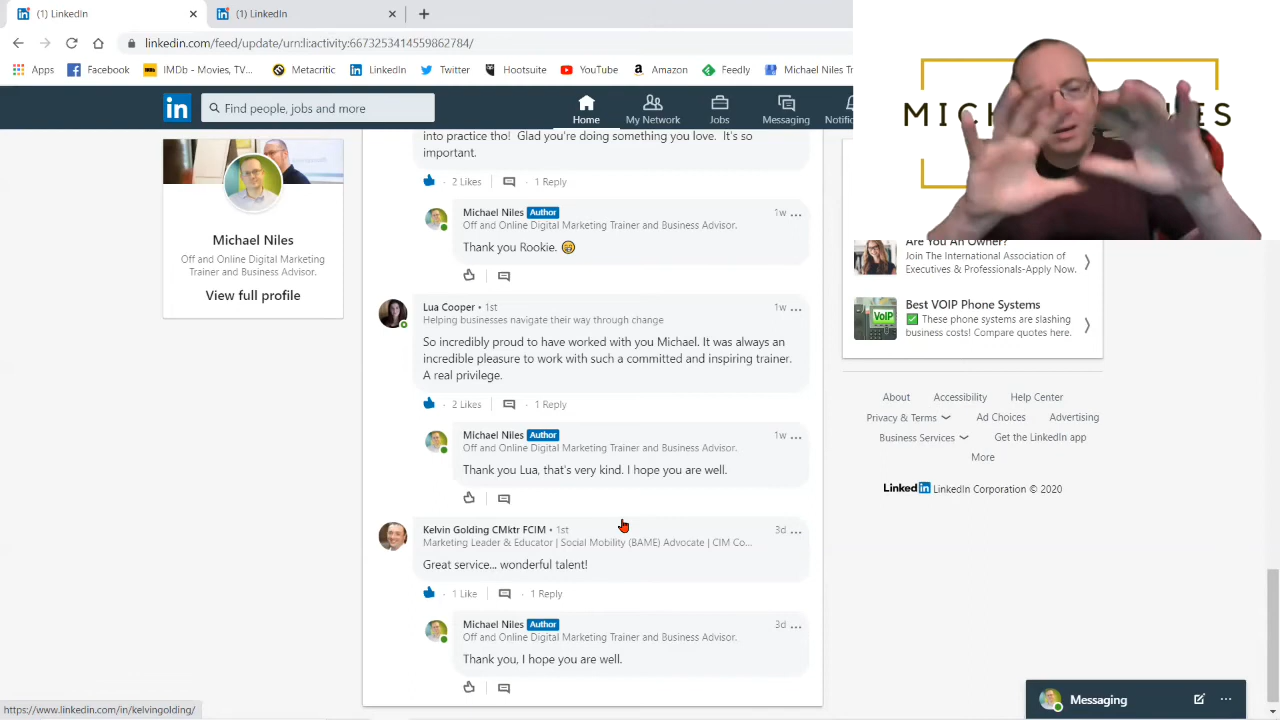 (1) LinkedIn
(1) LinkedIn
linkedin.com/feed/update/urn:li:activity:6673253414559862784/
Apps
Facebook
IMDb - Movies, TV...
Metacritic
LinkedIn
Twitter
Hootsuite
YouTube
Amazon
Feedly
Michael Niles Tr
in
Find people, jobs and more
Home
My Network
Jobs
Messaging
Notific
MICH
ES
Michael Niles
Off and Online Digital Marketing
Trainer and Business Advisor.
View full profile
into practice tho! Glad you're doing something you love. It's so
important.
2 Likes · 1 Reply
Michael Niles Author 1w ...
Off and Online Digital Marketing Trainer and Business Advisor.
Thank you Rookie.
Lua Cooper • 1st 1w ...
Helping businesses navigate their way through change
So incredibly proud to have worked with you Michael. It was always an
incredible pleasure to work with such a committed and inspiring trainer.
A real privilege.
2 Likes · 1 Reply
Michael Niles Author 1w ...
Off and Online Digital Marketing Trainer and Business Advisor.
Thank you Lua, that's very kind. I hope you are well.
Kelvin Golding CMktr FCIM • 1st 3d ...
Marketing Leader & Educator | Social Mobility (BAME) Advocate | CIM Co...
Great service... wonderful talent!
1 Like · 1 Reply
Michael Niles Author 3d ...
Off and Online Digital Marketing Trainer and Business Advisor.
Thank you, I hope you are well.
Are You An Owner?
Join The International Association of
Executives & Professionals-Apply Now.
VoIP
Best VOIP Phone Systems
✅ These phone systems are slashing
business costs! Compare quotes here.
About Accessibility Help Center
Privacy & Terms Ad Choices Advertising
Business Services Get the LinkedIn app
More
LinkedIn LinkedIn Corporation © 2020
https://www.linkedin.com/in/kelvingolding/
Messaging ...